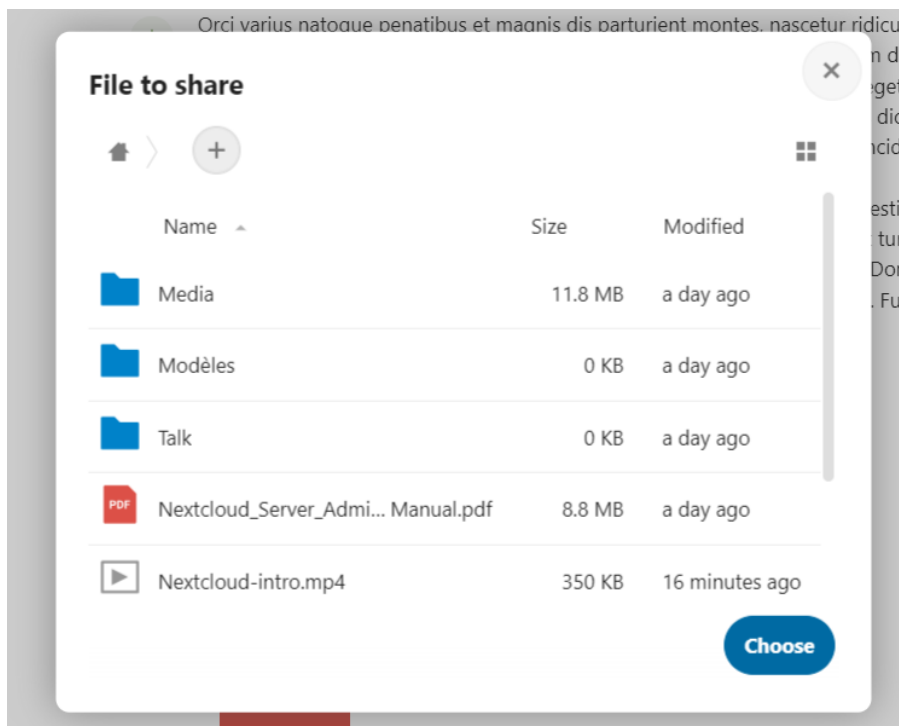 Orci varius natoque penatibus et magnis dis parturient montes, nascetur ridicu
File to share
Name Size Modified
Media 11.8 MB a day ago
Modèles 0 KB a day ago
Talk 0 KB a day ago
PDF Nextcloud_Server_Admi... Manual.pdf 8.8 MB a day ago
Nextcloud-intro.mp4 350 KB 16 minutes ago
Choose